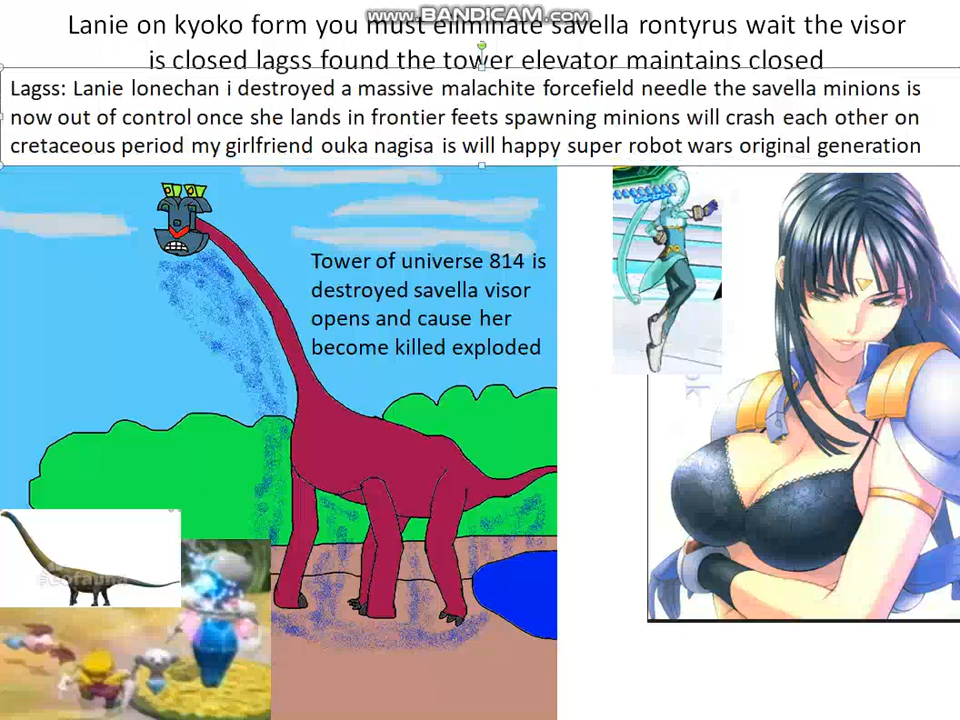 www.BANDICAM.com
Lanie on kyoko form you must eliminate savella rontyrus wait the visor
is closed lagss found the tower elevator maintains closed
Lagss: Lanie lonechan i destroyed a massive malachite forcefield needle the savella minions is
now out of control once she lands in frontier feets spawning minions will crash each other on
cretaceous period my girlfriend ouka nagisa is will happy super robot wars original generation
Tower of universe 814 is
destroyed savella visor
opens and cause her
become killed exploded